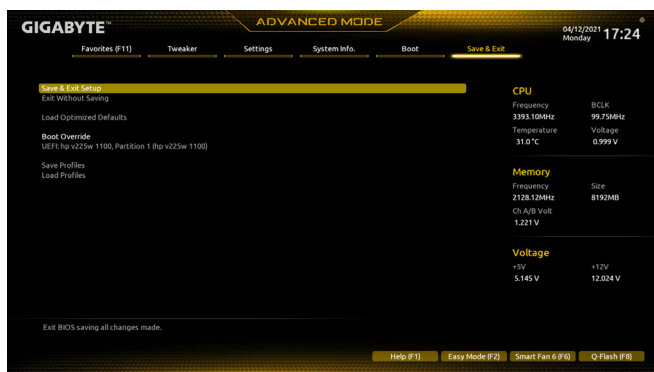 GIGABYTE™
ADVANCED MODE
04/12/2021
Monday
17:24
Favorites (F11) Tweaker Settings System Info. Boot Save & Exit
Save & Exit Setup
Exit Without Saving
Load Optimized Defaults
Boot Override
UEFI: hp v225w 1100, Partition 1 (hp v225w 1100)
Save Profiles
Load Profiles
CPU
Frequency BCLK
3393.10MHz 99.75MHz
Temperature Voltage
31.0 °C 0.999 V
Memory
Frequency Size
2128.12MHz 8192MB
Ch A/B Volt
1.221 V
Voltage
+5V +12V
5.145 V 12.024 V
Exit BIOS saving all changes made.
Help (F1) Easy Mode (F2) Smart Fan 6 (F6) Q-Flash (F8)